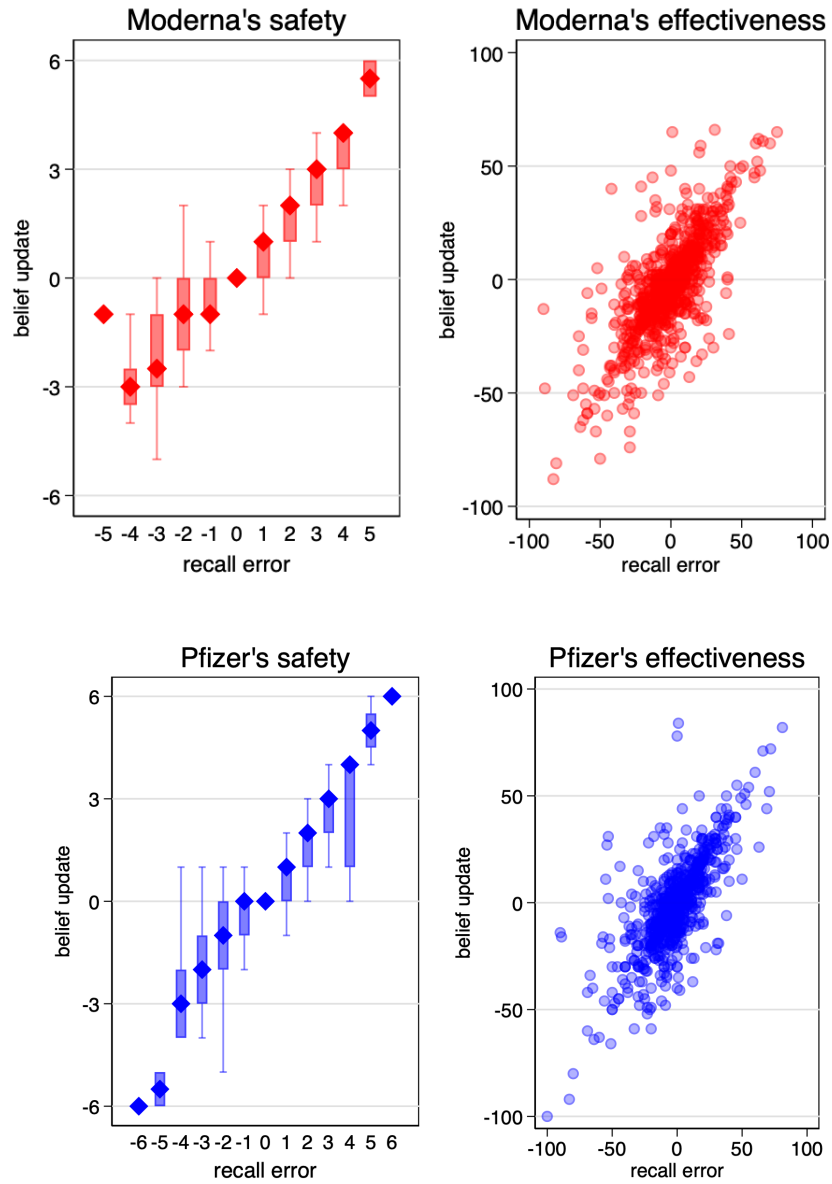 Moderna's safety
6
3
0
-3
-6
belief update
-5 -4 -3 -2 -1 0 1 2 3 4 5
recall error
Moderna's effectiveness
100
50
0
-50
-100
belief update
-100 -50 0 50 100
recall error
Pfizer's safety
6
3
0
-3
-6
belief update
-6 -5 -4 -3 -2 -1 0 1 2 3 4 5 6
recall error
Pfizer's effectiveness
100
50
0
-50
-100
belief update
-100 -50 0 50 100
recall error